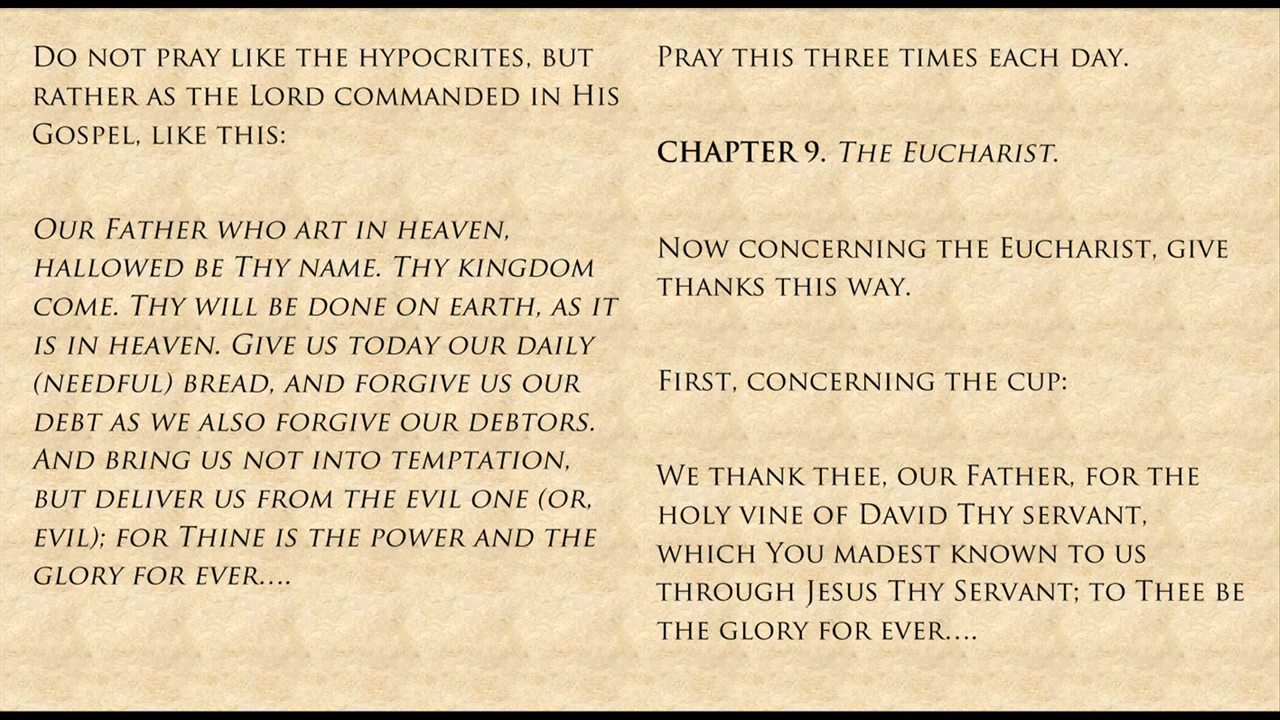 Do not pray like the hypocrites, but
rather as the Lord commanded in His
Gospel, like this:
Our Father who art in heaven,
hallowed be Thy name. Thy kingdom
come. Thy will be done on earth, as it
is in heaven. Give us today our daily
(needful) bread, and forgive us our
debt as we also forgive our debtors.
And bring us not into temptation,
but deliver us from the evil one (or,
evil); for Thine is the power and the
glory for ever....
Pray this three times each day.
CHAPTER 9. The Eucharist.
Now concerning the Eucharist, give
thanks this way.
First, concerning the cup:
We thank thee, our Father, for the
holy vine of David Thy servant,
which You madest known to us
through Jesus Thy Servant; to Thee be
the glory for ever....